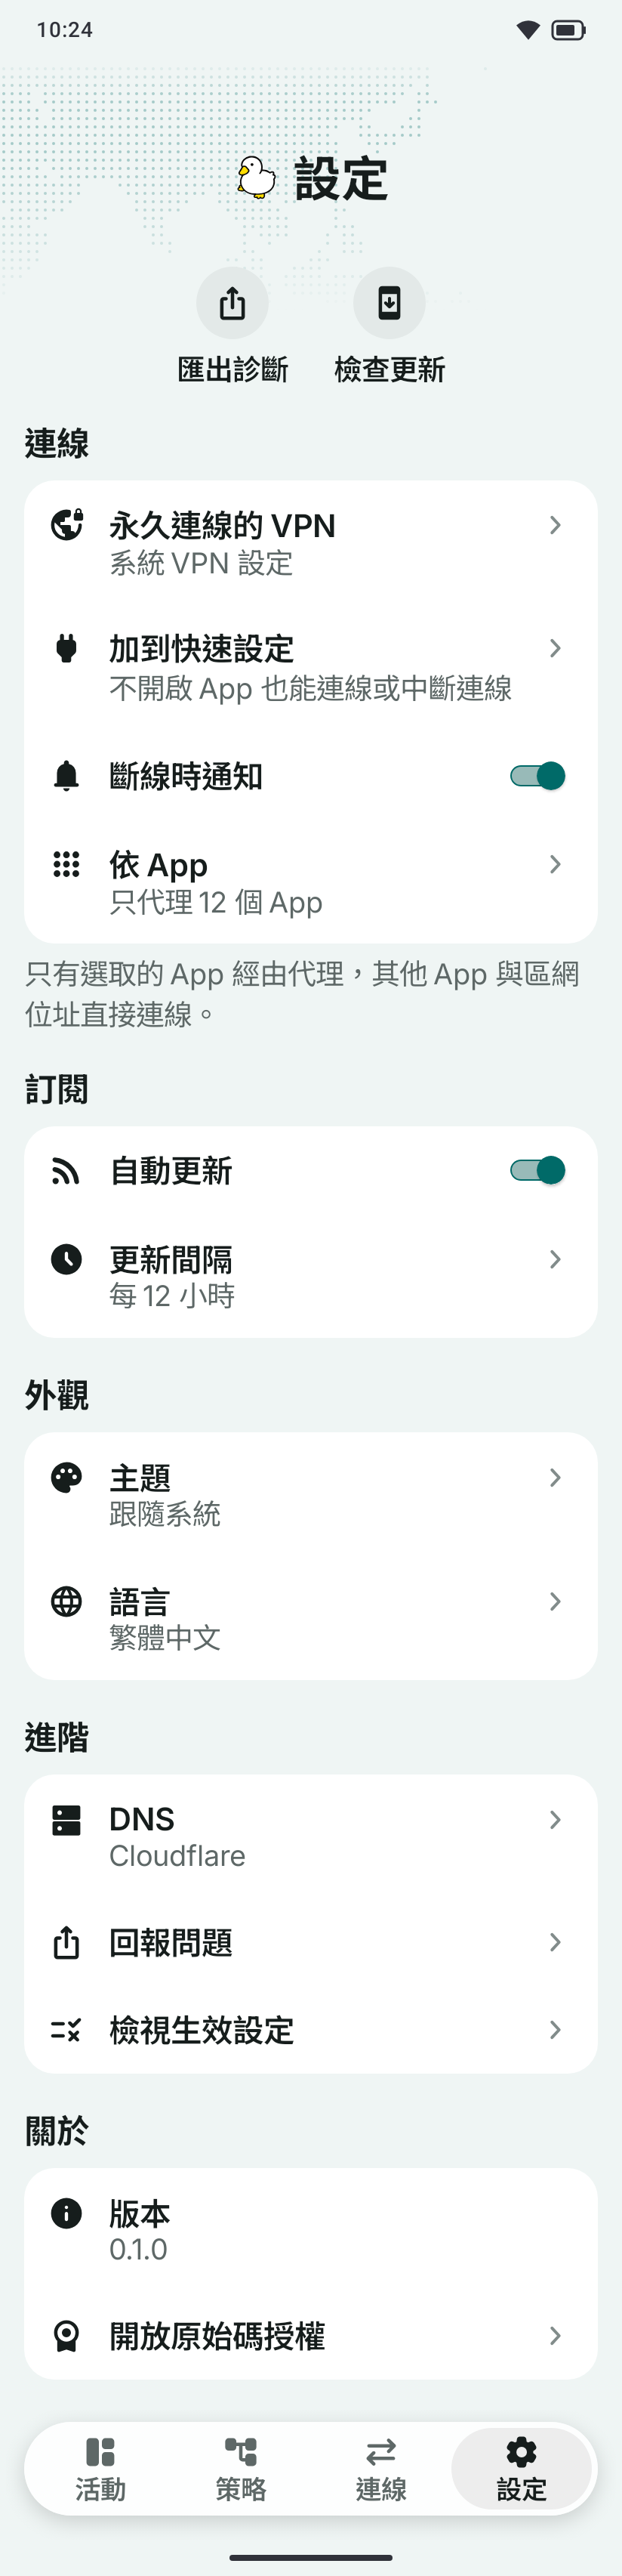 10:24
設定
匯出診斷
檢查更新
連線
永久連線的 VPN
系統 VPN 設定
加到快速設定
不開啟 App 也能連線或中斷連線
斷線時通知
依 App
只代理 12 個 App
只有選取的 App 經由代理，其他 App 與區網
位址直接連線。
訂閱
自動更新
更新間隔
每 12 小時
外觀
主題
跟隨系統
語言
繁體中文
進階
DNS
Cloudflare
回報問題
檢視生效設定
關於
版本
0.1.0
開放原始碼授權
活動
策略
連線
設定